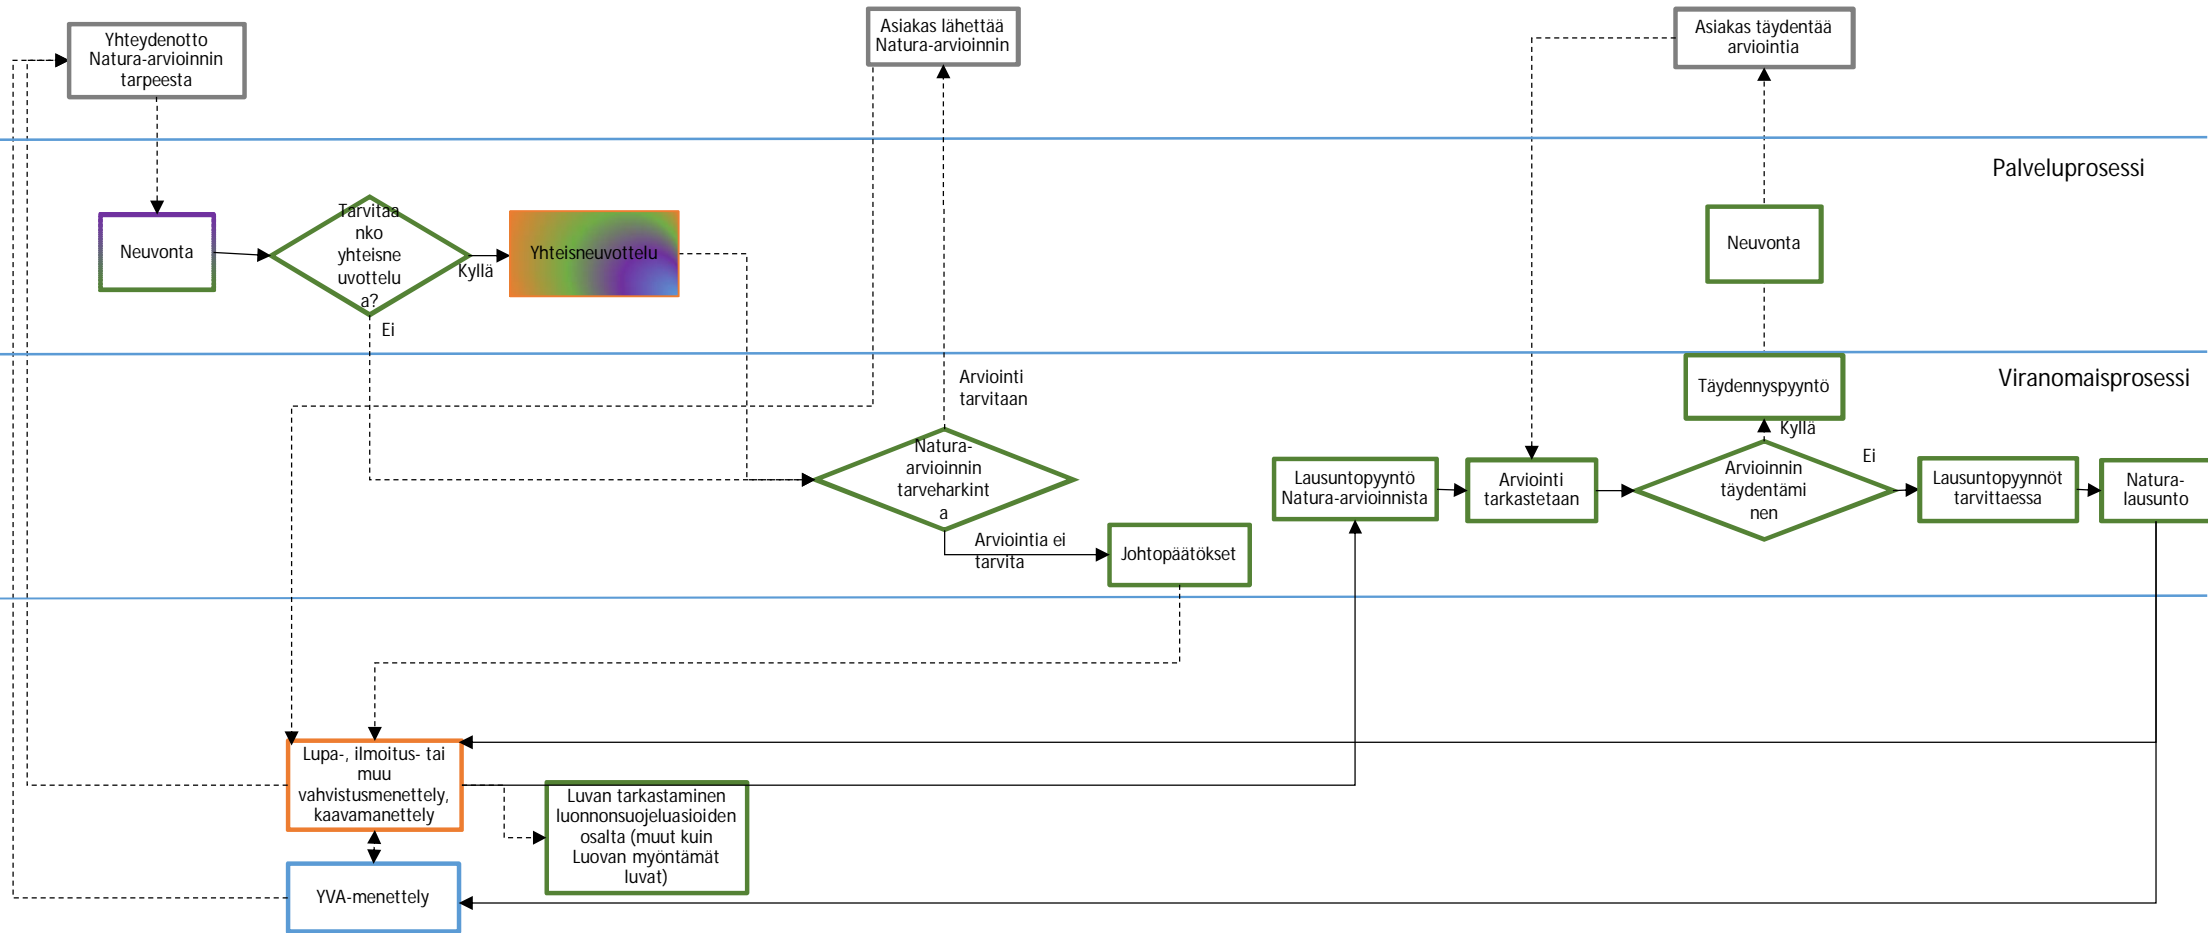 Yhteydenotto
Natura-arvioinnin
tarpeesta
Asiakas lähettää
Natura-arvioinnin
Asiakas täydentää
arviointia
Palveluprosessi
Neuvonta
Tarvitaa
nko
yhteisne
uvottelu
a?
Kyllä
Ei
Yhteisneuvottelu
Neuvonta
Viranomaisprosessi
Arviointi
tarvitaan
Natura-
arvioinnin
tarveharkint
a
Arviointia ei
tarvita
Johtopäätökset
Lausuntopyyntö
Natura-arvioinnista
Arviointi
tarkastetaan
Täydennyspyyntö
Kyllä
Arvioinnin
täydentämi
nen
Ei
Lausuntopyynnöt
tarvittaessa
Natura-
lausunto
Lupa-, ilmoitus- tai
muu
vahvistusmenettely,
kaavamanettely
Luvan tarkastaminen
luonnonsuojeluasioiden
osalta (muut kuin
Luovan myöntämät
luvat)
YVA-menettely